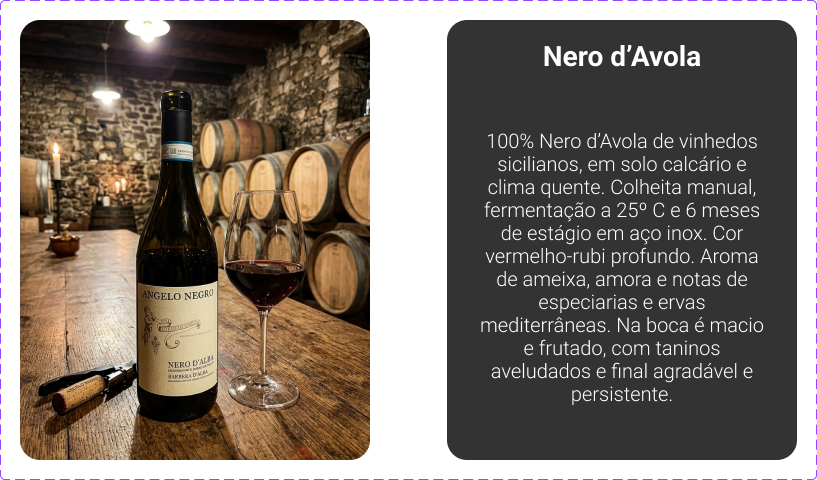 ANGELO NEGRO
NERO D'ALBA
BARBERA D'ALBA
Nero d’Avola
100% Nero d’Avola de vinhedos
sicilianos, em solo calcário e
clima quente. Colheita manual,
fermentação a 25º C e 6 meses
de estágio em aço inox. Cor
vermelho-rubi profundo. Aroma
de ameixa, amora e notas de
especiarias e ervas
mediterrâneas. Na boca é macio
e frutado, com taninos
aveludados e final agradável e
persistente.